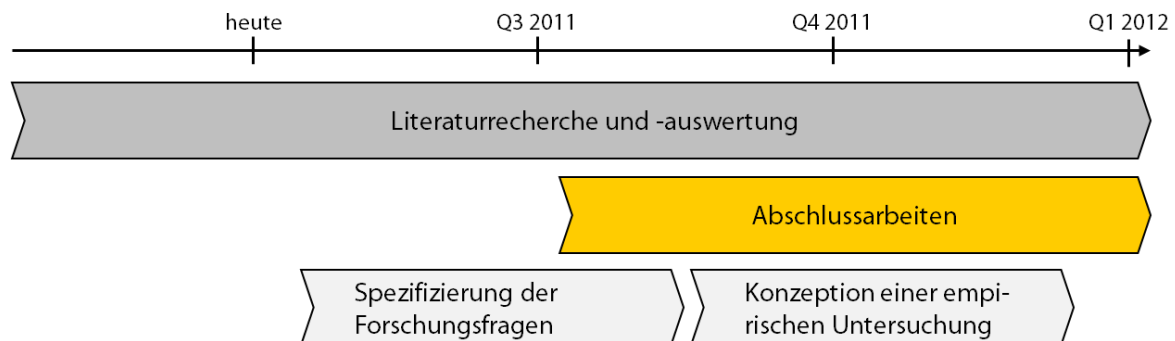 heute Q3 2011 Q4 2011 Q1 2012
Literaturrecherche und -auswertung
Abschlussarbeiten
Spezifizierung der
Forschungsfragen
Konzeption einer empi-
rischen Untersuchung